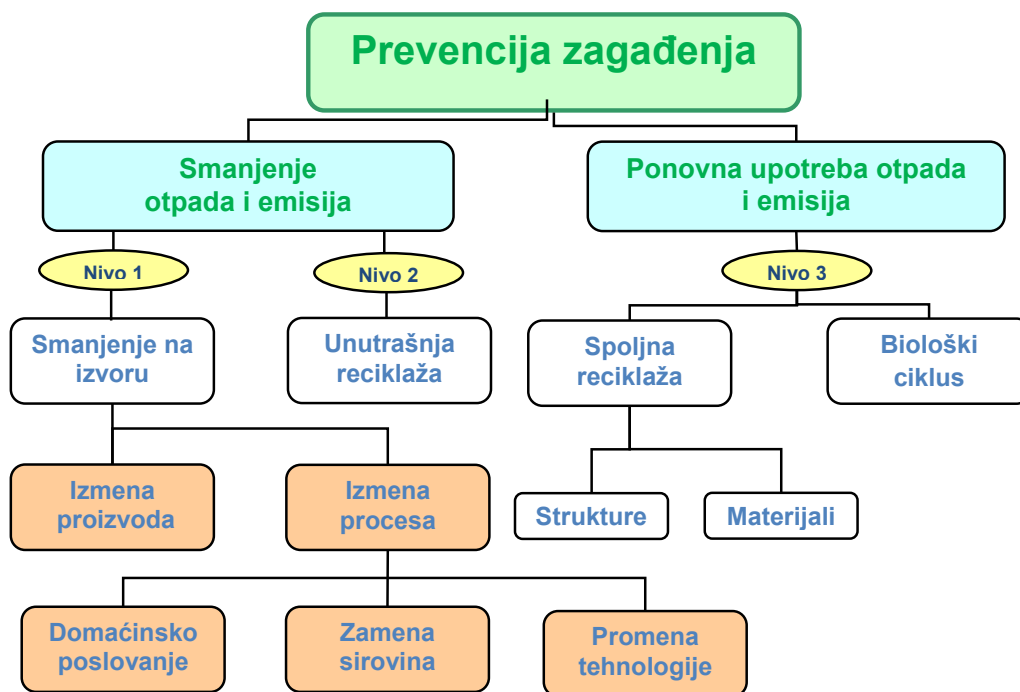 Prevencija zagađenja
Smanjenje
otpada i emisija
Ponovna upotreba otpada
i emisija
Nivo 1
Nivo 2
Nivo 3
Smanjenje na
izvoru
Unutrašnja
reciklaža
Spoljna
reciklaža
Biološki
ciklus
Izmena
proizvoda
Izmena
procesa
Strukture
Materijali
Domaćinsko
poslovanje
Zamena
sirovina
Promena
tehnologije